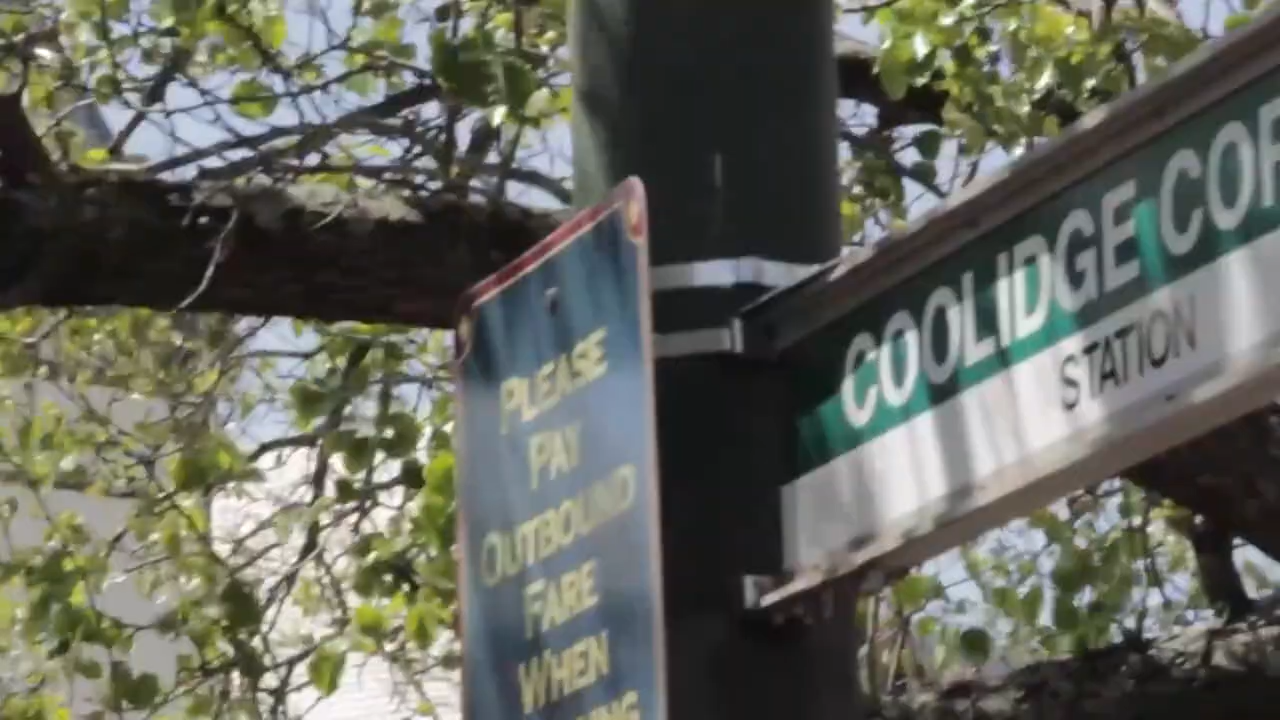 PLEASE
PAY
OUTBOUND
FARE
WHEN
COOLIDGE
STATION